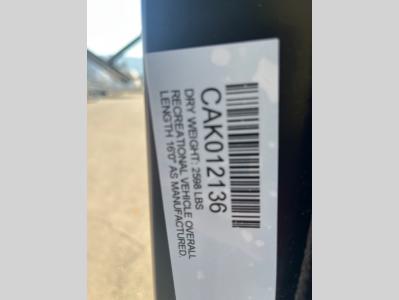 CAK012136
DRY WEIGHT: 2598 LBS
RECREATIONAL VEHICLE OVERALL
LENGTH 16'0" AS MANUFACTURED.